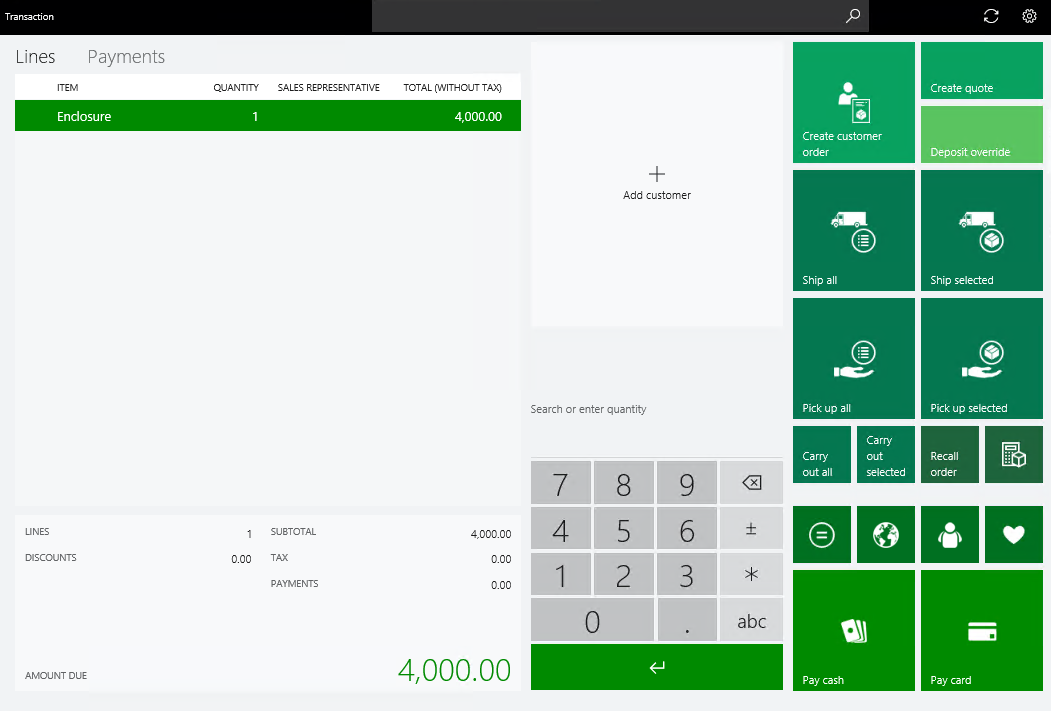 Transaction
Lines Payments
ITEM QUANTITY SALES REPRESENTATIVE TOTAL (WITHOUT TAX)
Enclosure 1 4,000.00
LINES 1 SUBTOTAL 4,000.00
DISCOUNTS 0.00 TAX 0.00
PAYMENTS 0.00
AMOUNT DUE 4,000.00
Add customer
Search or enter quantity
7 8 9
4 5 6 ±
1 2 3 *
0 . abc
Create customer
order
Create quote
Deposit override
Ship all
Ship selected
Pick up all
Pick up selected
Carry
out all
Carry
out
selected
Recall
order
Pay cash
Pay card